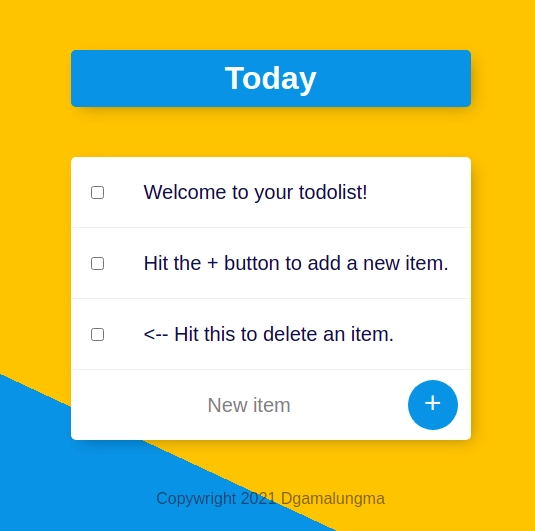 Today
Welcome to your todolist!
Hit the + button to add a new item.
<-- Hit this to delete an item.
New item +
Copyright 2021 Dgamalungma